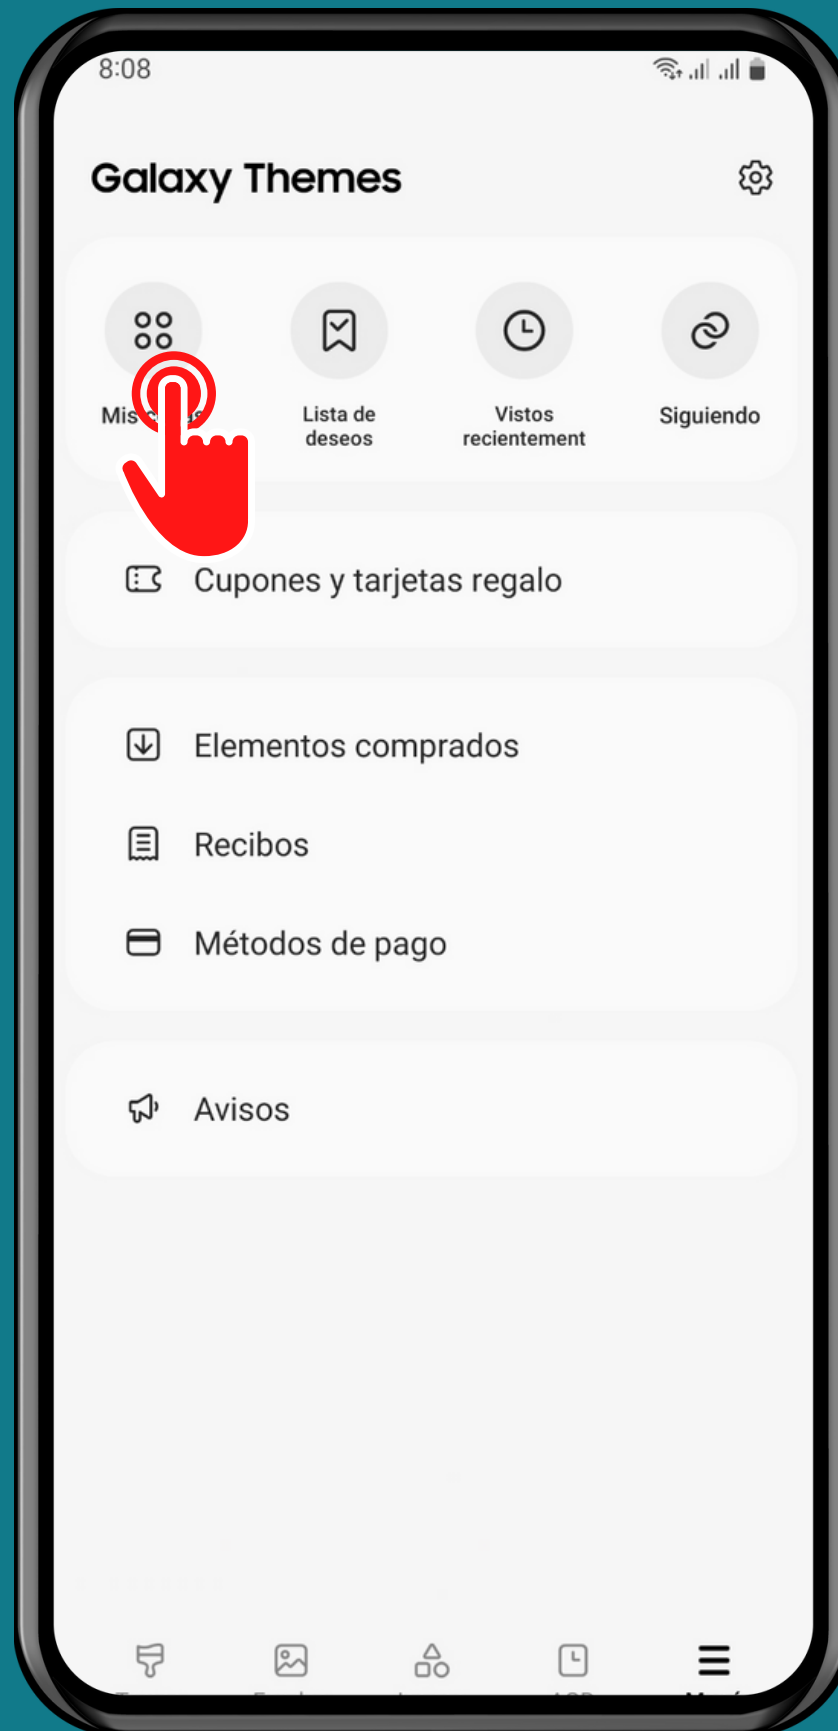 8:08
Galaxy Themes
Mis
Lista de
deseos
Vistos
recientement
Siguiendo
Cupones y tarjetas regalo
Elementos comprados
Recibos
Métodos de pago
Avisos